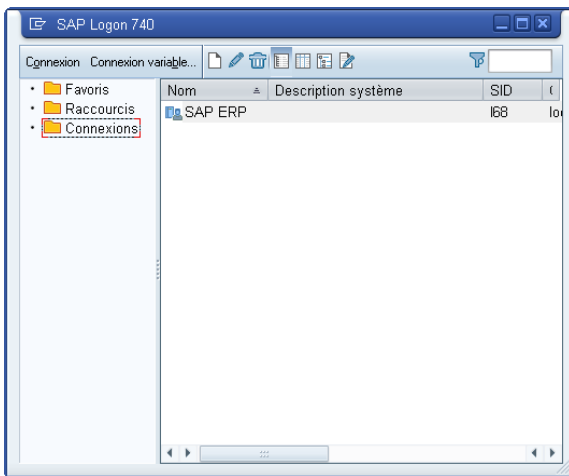 SAP Logon 740
Connexion Connexion variable...
Favoris
Raccourcis
Connexions
Nom Description système SID
SAP ERP I68